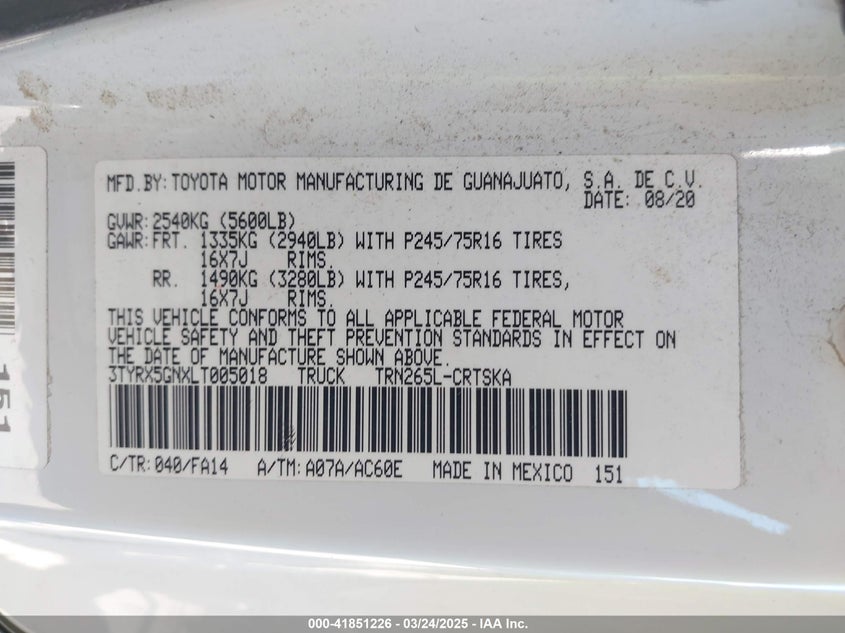 MFD.BY:TOYOTA MOTOR MANUFACTURING DE GUANAJUATO, S.A. DE C.V.
DATE: 08/20
GVWR:2540KG (5600LB)
GAWR:FRT. 1335KG (2940LB) WITH P245/75R16 TIRES
16X7J RIMS.
RR. 1490KG (3280LB) WITH P245/75R16 TIRES,
16X7J RIMS.
THIS VEHICLE CONFORMS TO ALL APPLICABLE FEDERAL MOTOR
VEHICLE SAFETY AND THEFT PREVENTION STANDARDS IN EFFECT ON
THE DATE OF MANUFACTURE SHOWN ABOVE.
3TYRX5GNXLT005018 TRUCK TRN265L-CRTSKA
C/TR:040/FA14 A/TM:A07A/AC60E MADE IN MEXICO 151
151
000-41851226 - 03/24/2025 - IAA Inc.